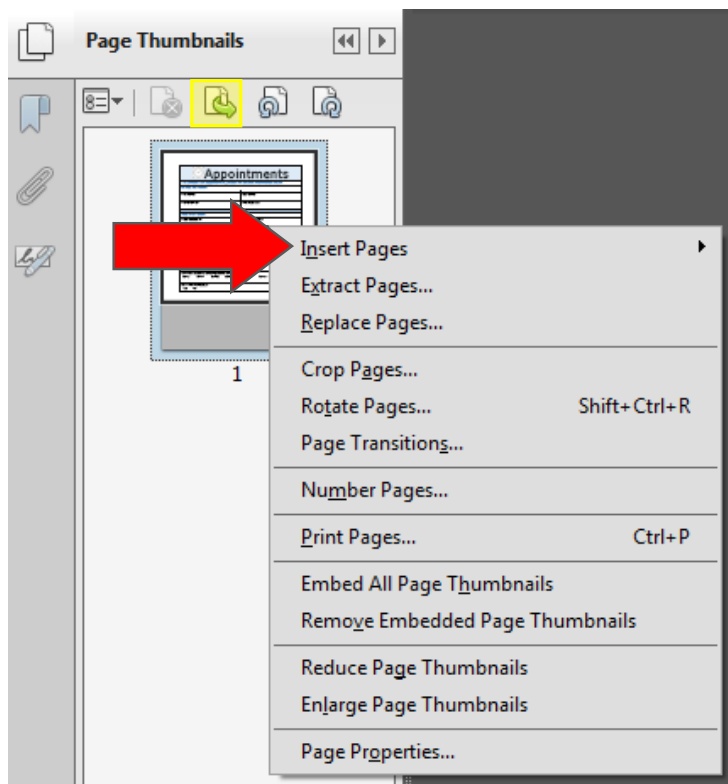 Page Thumbnails
Appointments
1
Insert Pages
Extract Pages...
Replace Pages...
Crop Pages...
Rotate Pages... Shift+Ctrl+R
Page Transitions...
Number Pages...
Print Pages... Ctrl+P
Embed All Page Thumbnails
Remove Embedded Page Thumbnails
Reduce Page Thumbnails
Enlarge Page Thumbnails
Page Properties...